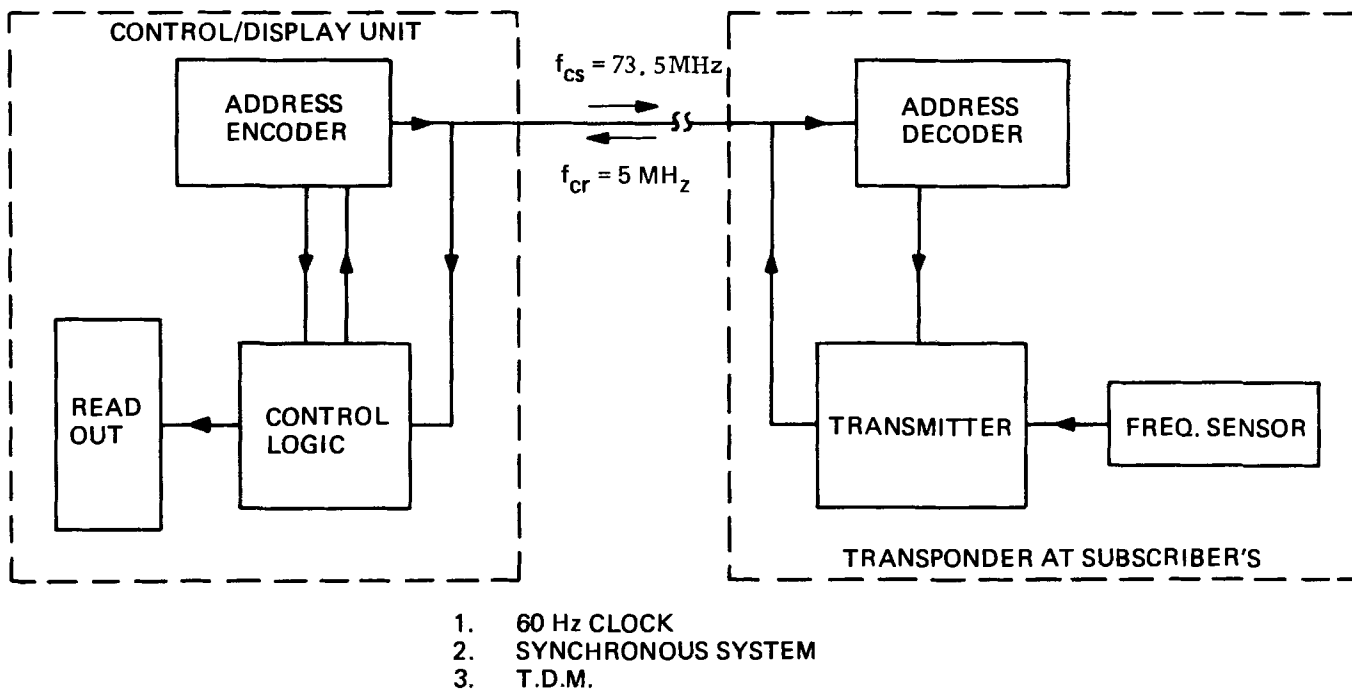 CONTROL/DISPLAY UNIT
ADDRESS
ENCODER
f_cs = 73.5MHz
f_cr = 5 MHz
ADDRESS
DECODER
READ
OUT
CONTROL
LOGIC
TRANSMITTER
FREQ. SENSOR
TRANSPONDER AT SUBSCRIBER'S
1. 60 Hz CLOCK
2. SYNCHRONOUS SYSTEM
3. T.D.M.